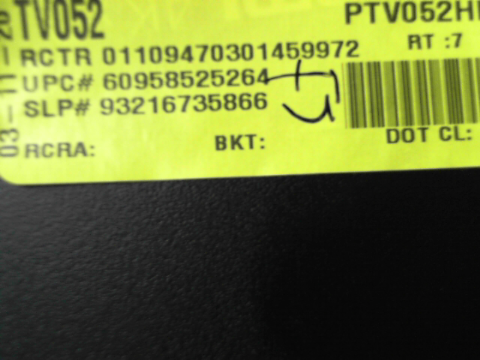 TV052 PTV052H
RCTR 01109470301459972 RT :7
UPC# 60958525264
SLP# 93216735866
RCRA: BKT: DOT CL: